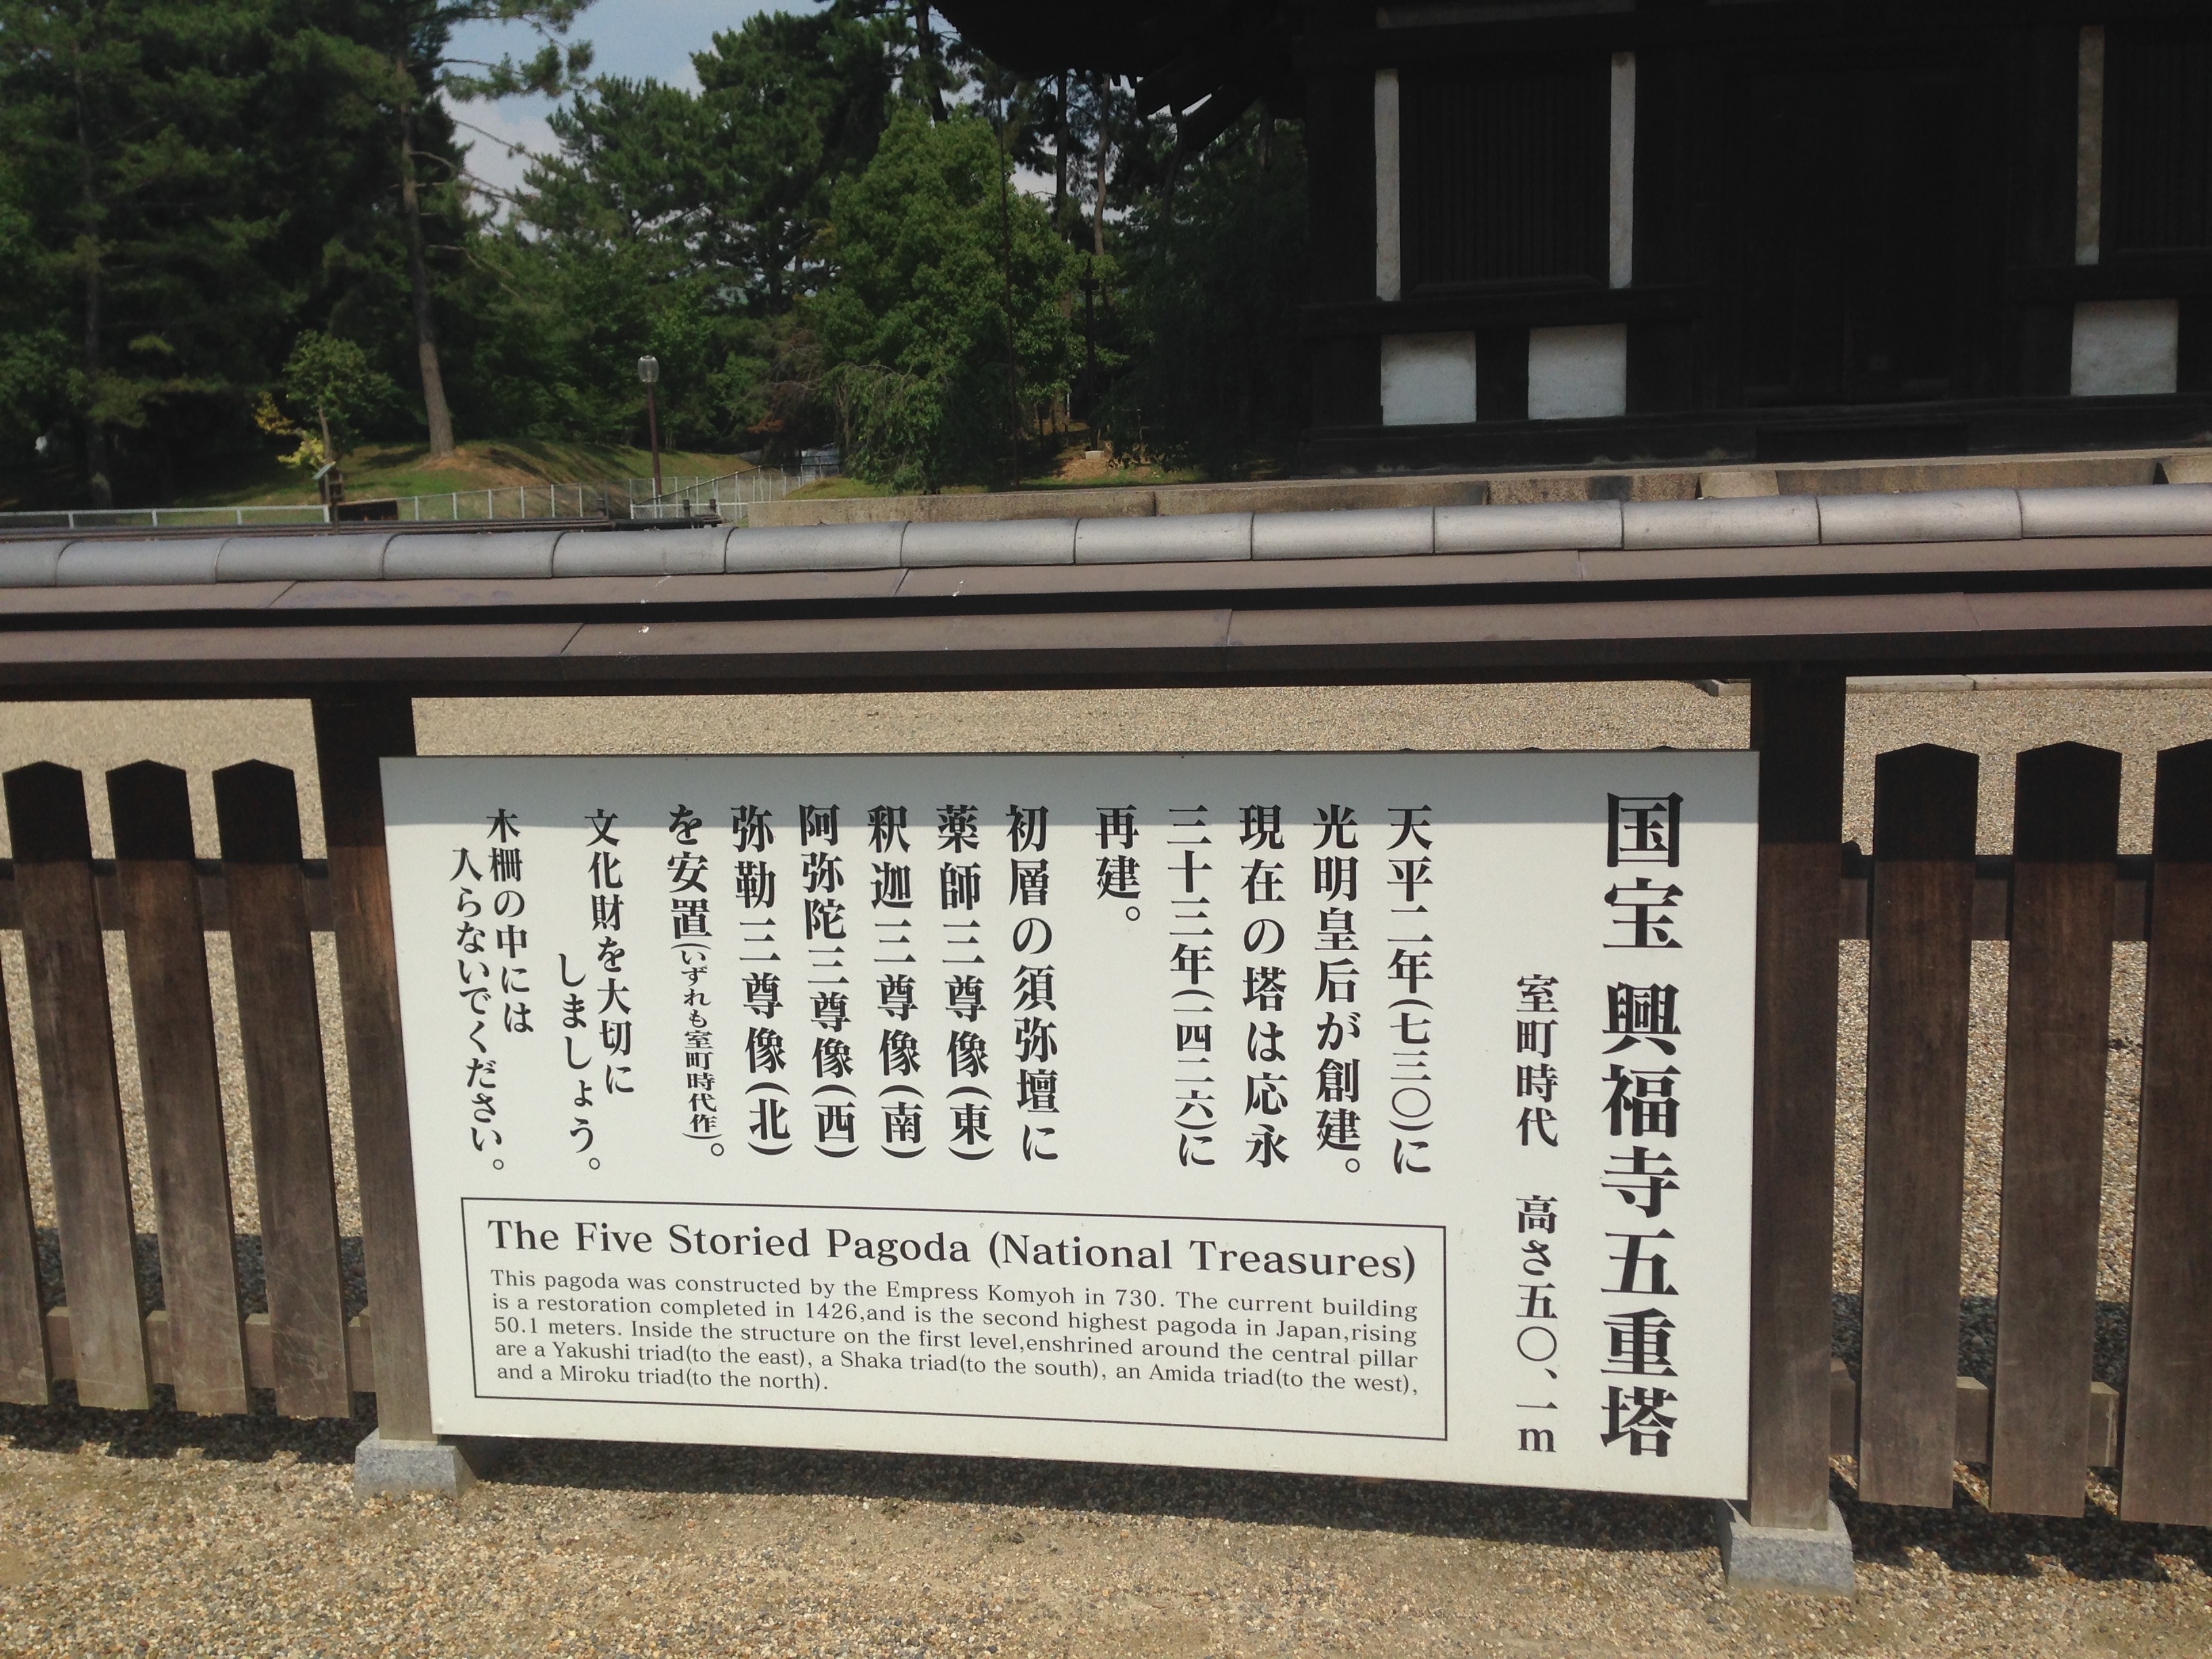 国宝 興福寺五重塔
室町時代 高さ五〇、一m
天平二年(七三〇)に
光明皇后が創建。
現在の塔は応永
三十三年(一四二六)に
再建。
初層の須弥壇に
薬師三尊像(東)
釈迦三尊像(南)
阿弥陀三尊像(西)
弥勒三尊像(北)
を安置(いずれも室町時代作)。
文化財を大切に
しましょう。
木柵の中には
入らないでください。
The Five Storied Pagoda (National Treasures)
This pagoda was constructed by the Empress Komyoh in 730. The current building
is a restoration completed in 1426,and is the second highest pagoda in Japan,rising
50.1 meters. Inside the structure on the first level,enshrined around the central pillar
are a Yakushi triad(to the east), a Shaka triad(to the south), an Amida triad(to the west),
and a Miroku triad(to the north).